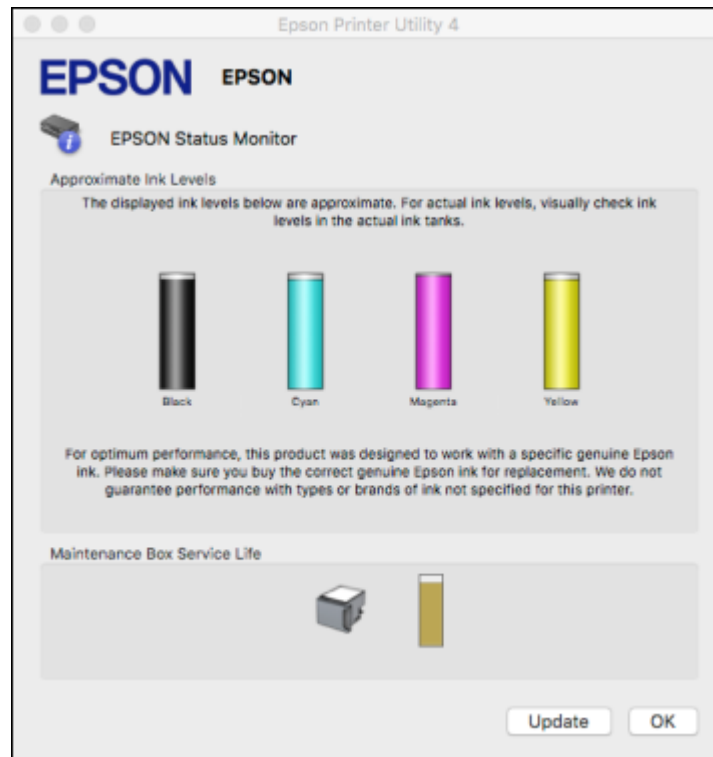 Epson Printer Utility 4
EPSON EPSON
EPSON Status Monitor
Approximate Ink Levels
The displayed ink levels below are approximate. For actual ink levels, visually check ink
levels in the actual ink tanks.
Black Cyan Magenta Yellow
For optimum performance, this product was designed to work with a specific genuine Epson
ink. Please make sure you buy the correct genuine Epson ink for replacement. We do not
guarantee performance with types or brands of ink not specified for this printer.
Maintenance Box Service Life
Update OK